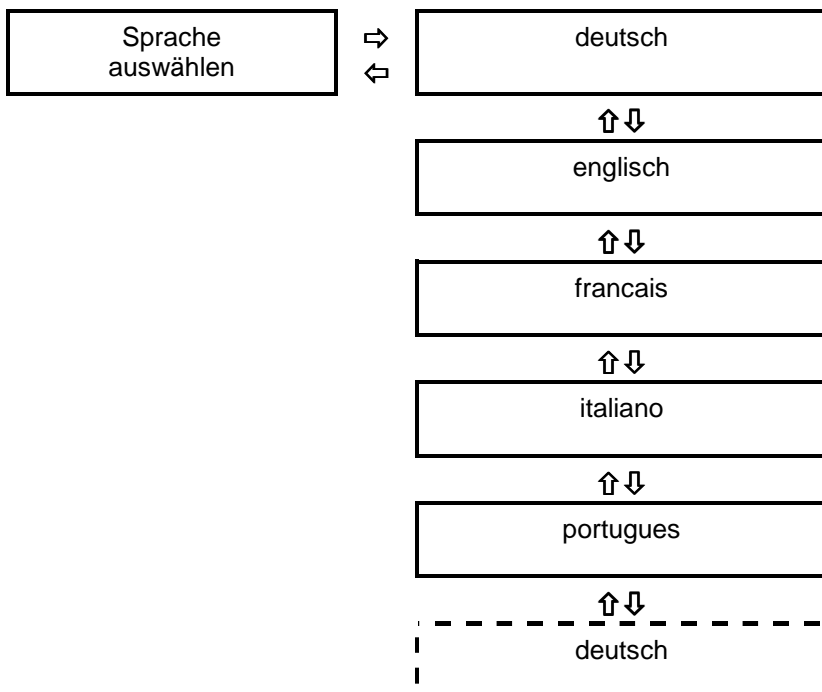 Sprache
auswählen
deutsch
englisch
francais
italiano
portugues
deutsch